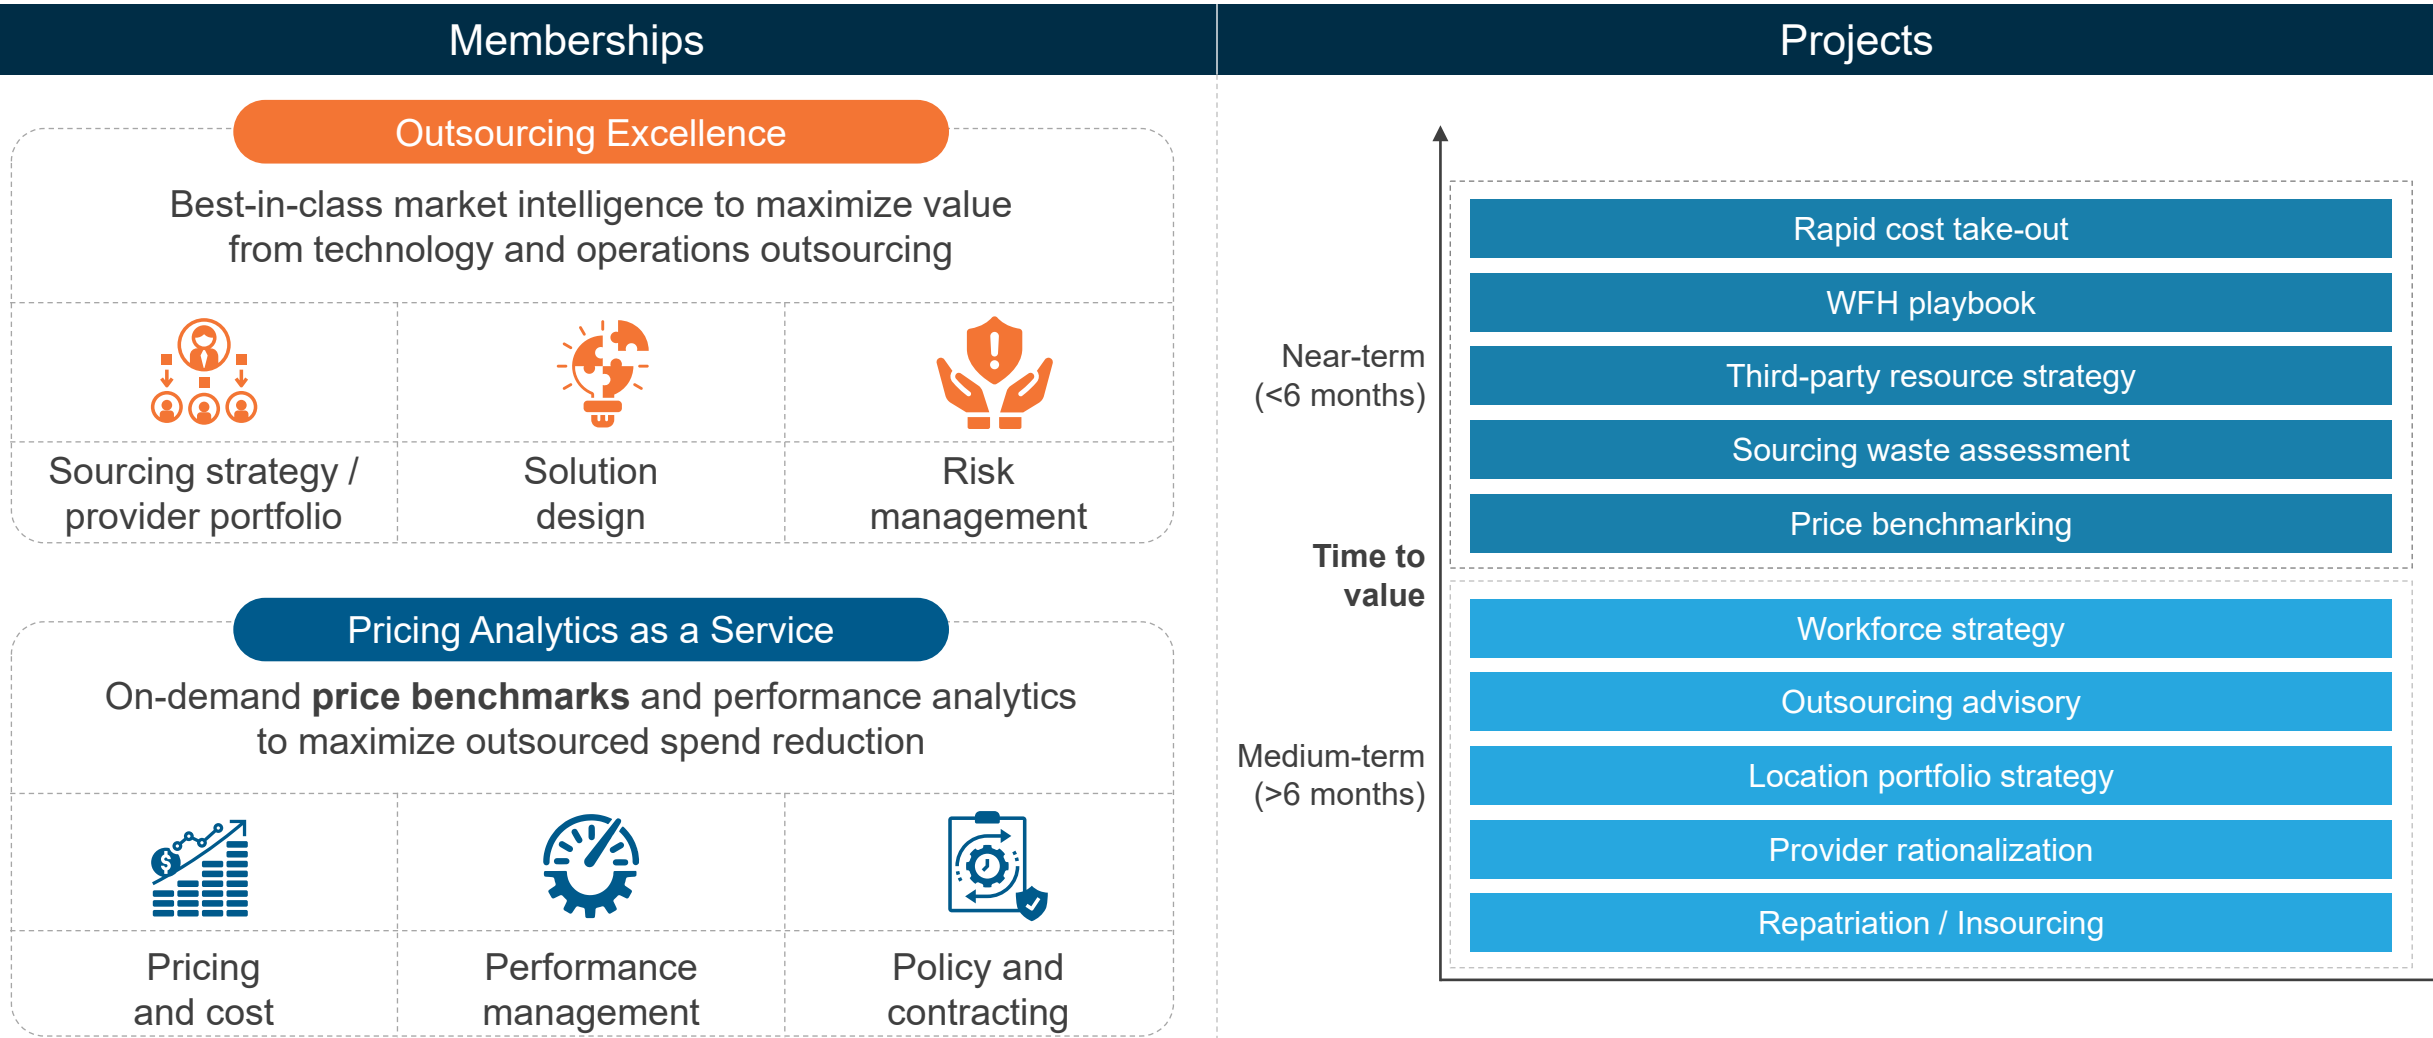 Memberships
Outsourcing Excellence
Best-in-class market intelligence to maximize value
from technology and operations outsourcing
Sourcing strategy /
provider portfolio
Solution
design
Risk
management
Pricing Analytics as a Service
On-demand price benchmarks and performance analytics
to maximize outsourced spend reduction
$
Pricing
and cost
Performance
management
Policy and
contracting
Projects
Near-term
(<6 months)
Time to
value
Medium-term
(>6 months)
Rapid cost take-out
WFH playbook
Third-party resource strategy
Sourcing waste assessment
Price benchmarking
Workforce strategy
Outsourcing advisory
Location portfolio strategy
Provider rationalization
Repatriation / Insourcing